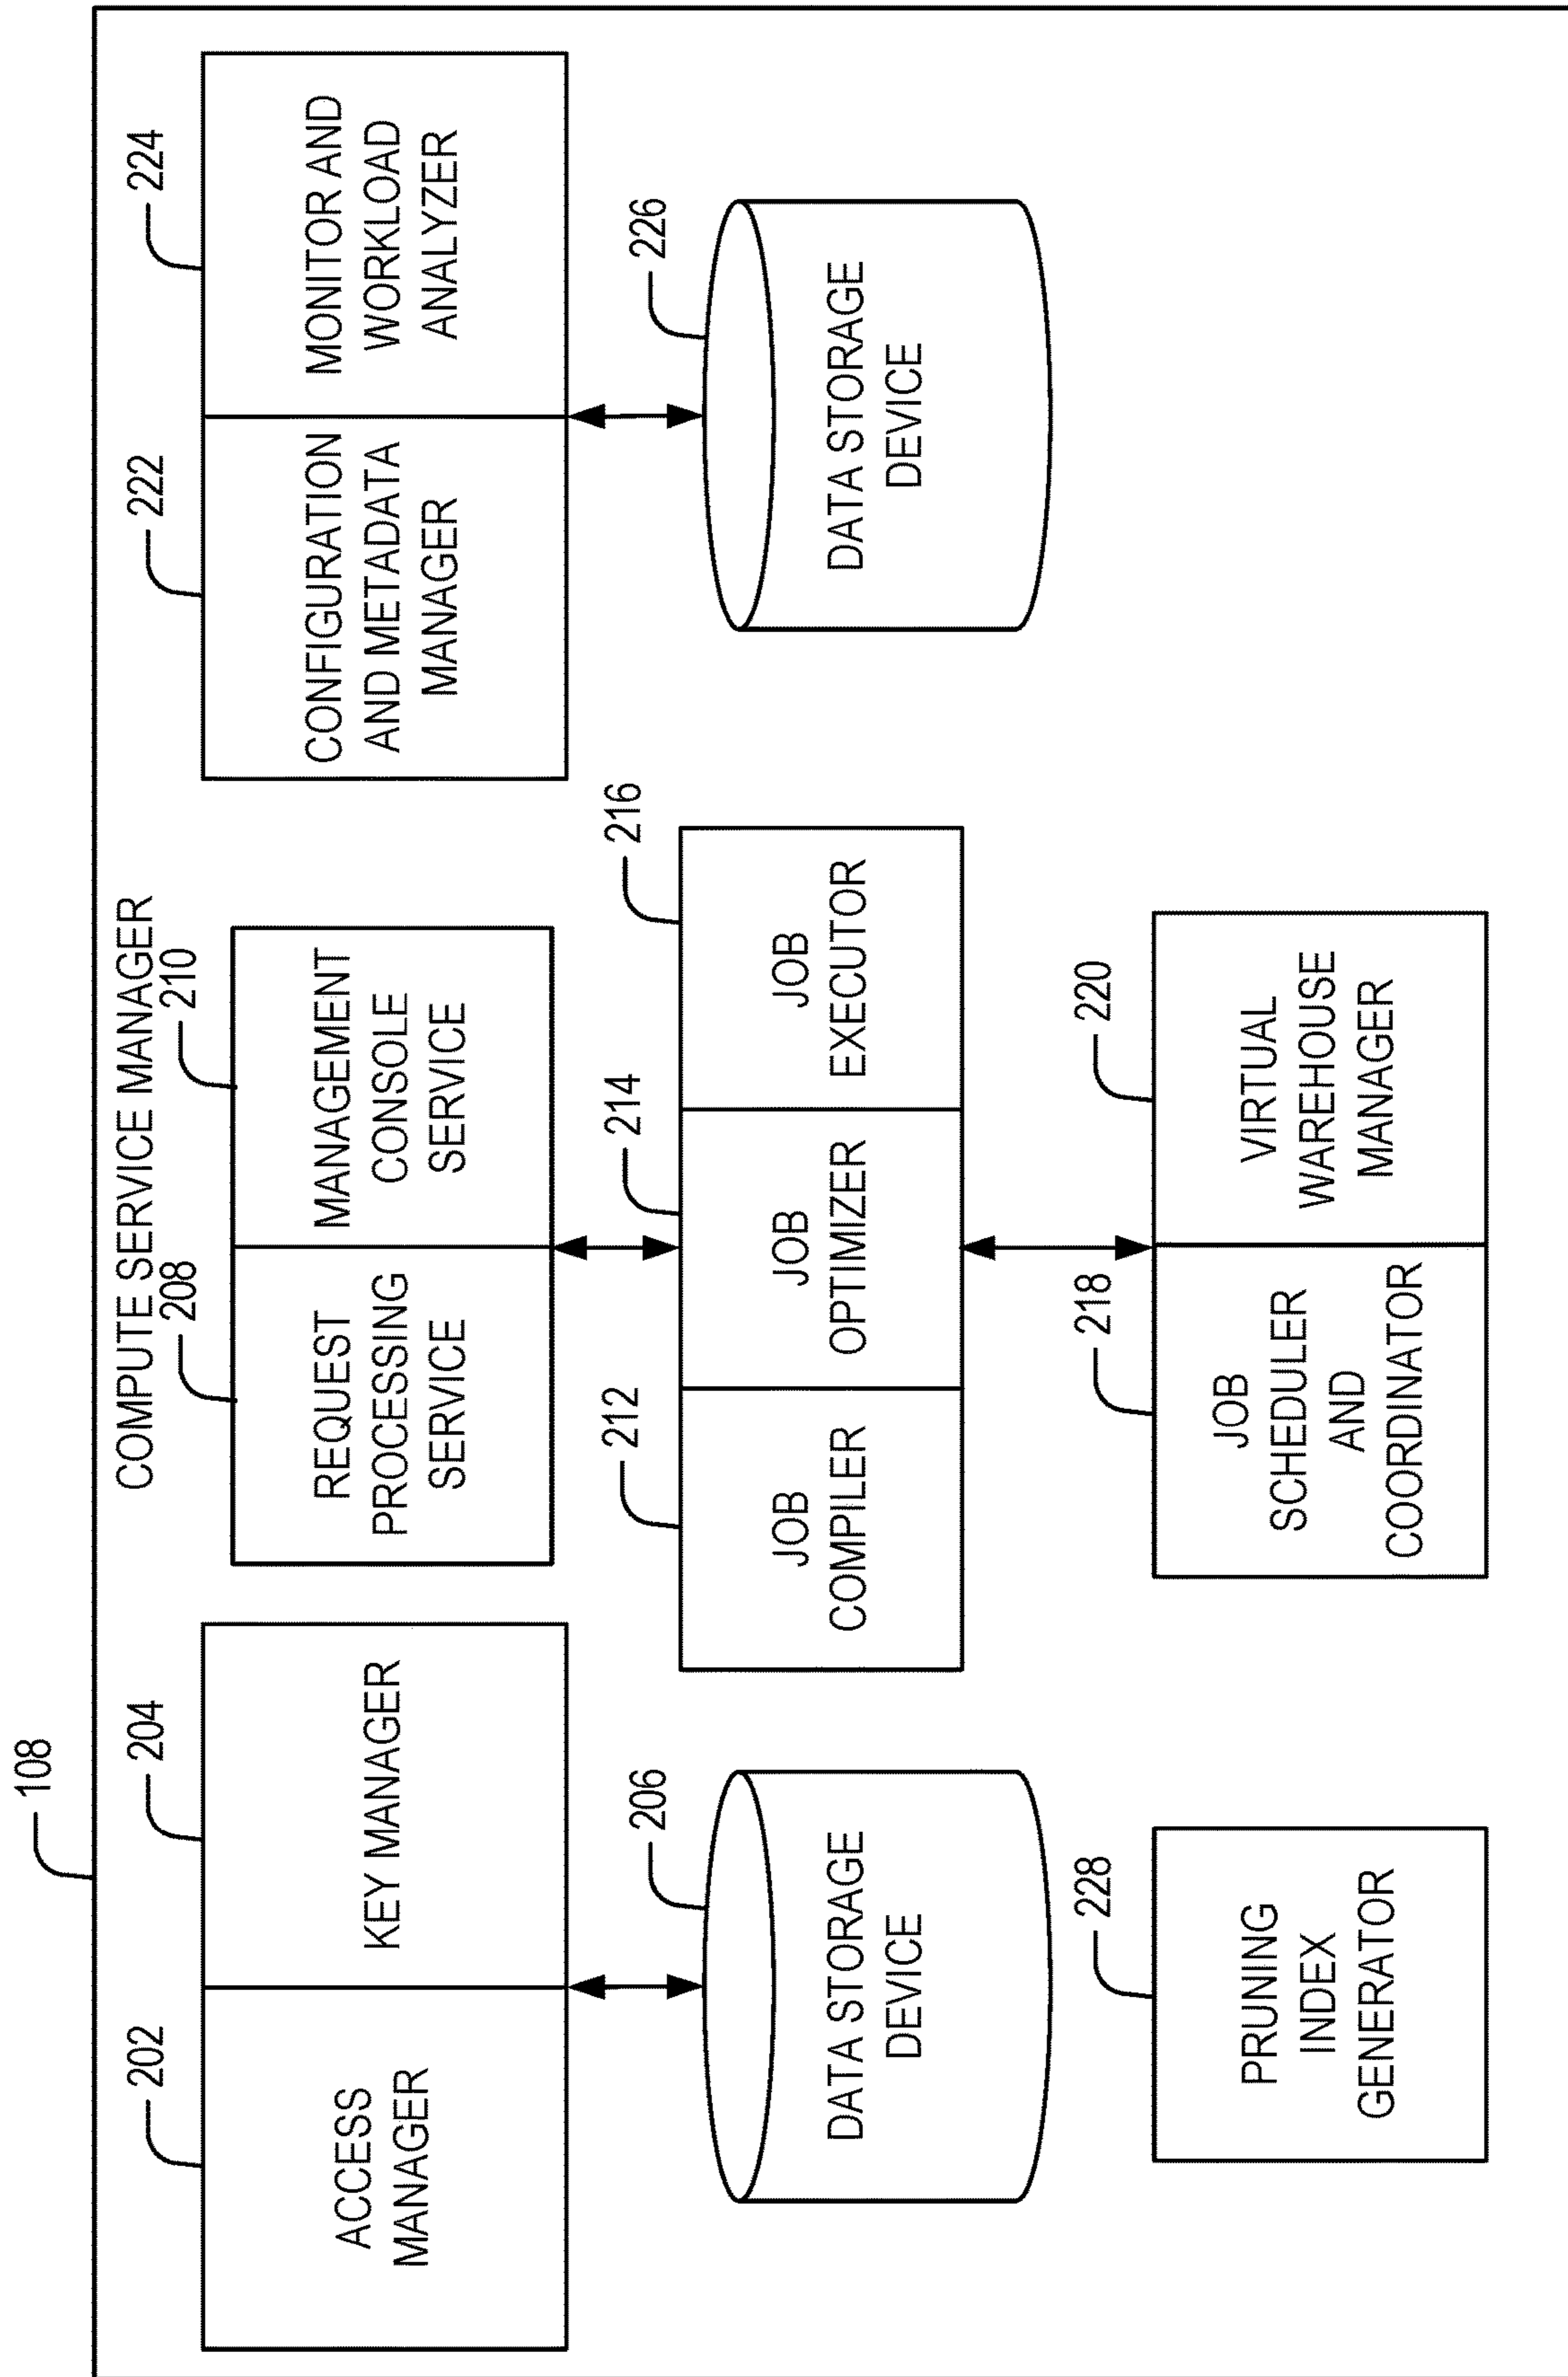 108
COMPUTE SERVICE MANAGER
202
ACCESS
MANAGER
204
KEY MANAGER
206
DATA STORAGE
DEVICE
208
REQUEST
PROCESSING
SERVICE
210
MANAGEMENT
CONSOLE
SERVICE
212
JOB
COMPILER
214
JOB
OPTIMIZER
216
JOB
EXECUTOR
218
JOB
SCHEDULER
AND
COORDINATOR
220
VIRTUAL
WAREHOUSE
MANAGER
222
CONFIGURATION
AND METADATA
MANAGER
224
MONITOR AND
WORKLOAD
ANALYZER
226
DATA STORAGE
DEVICE
228
PRUNING
INDEX
GENERATOR